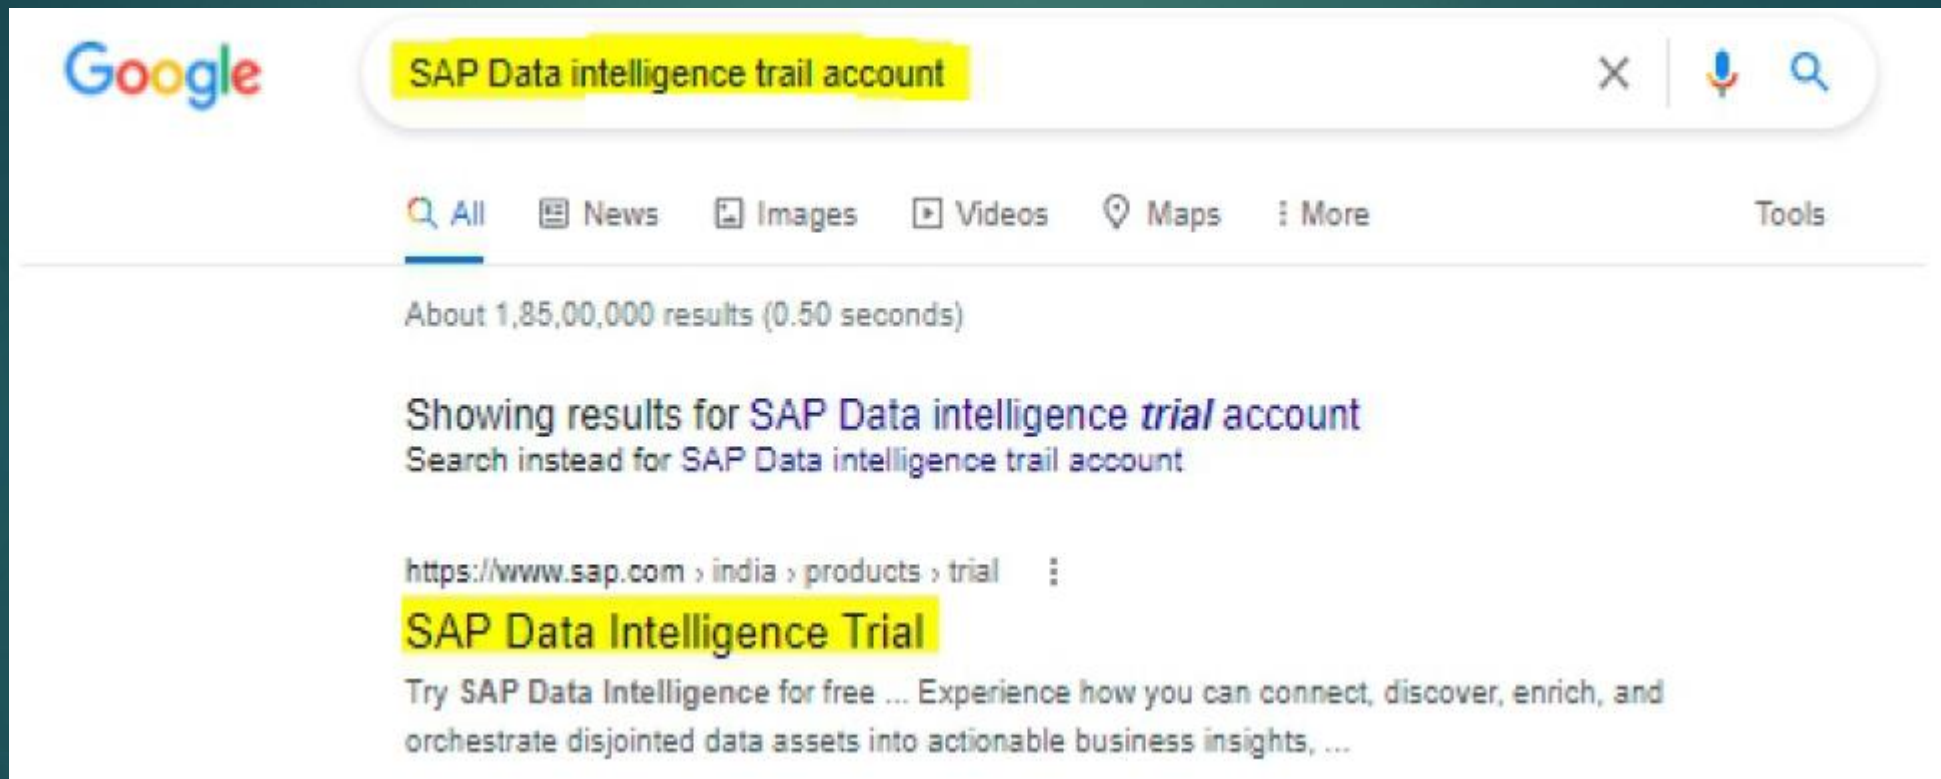 Google
SAP Data intelligence trail account
All News Images Videos Maps More Tools
About 1,85,00,000 results (0.50 seconds)
Showing results for SAP Data intelligence trial account
Search instead for SAP Data intelligence trail account
https://www.sap.com › india › products › trial
SAP Data Intelligence Trial
Try SAP Data Intelligence for free ... Experience how you can connect, discover, enrich, and
orchestrate disjointed data assets into actionable business insights, ...